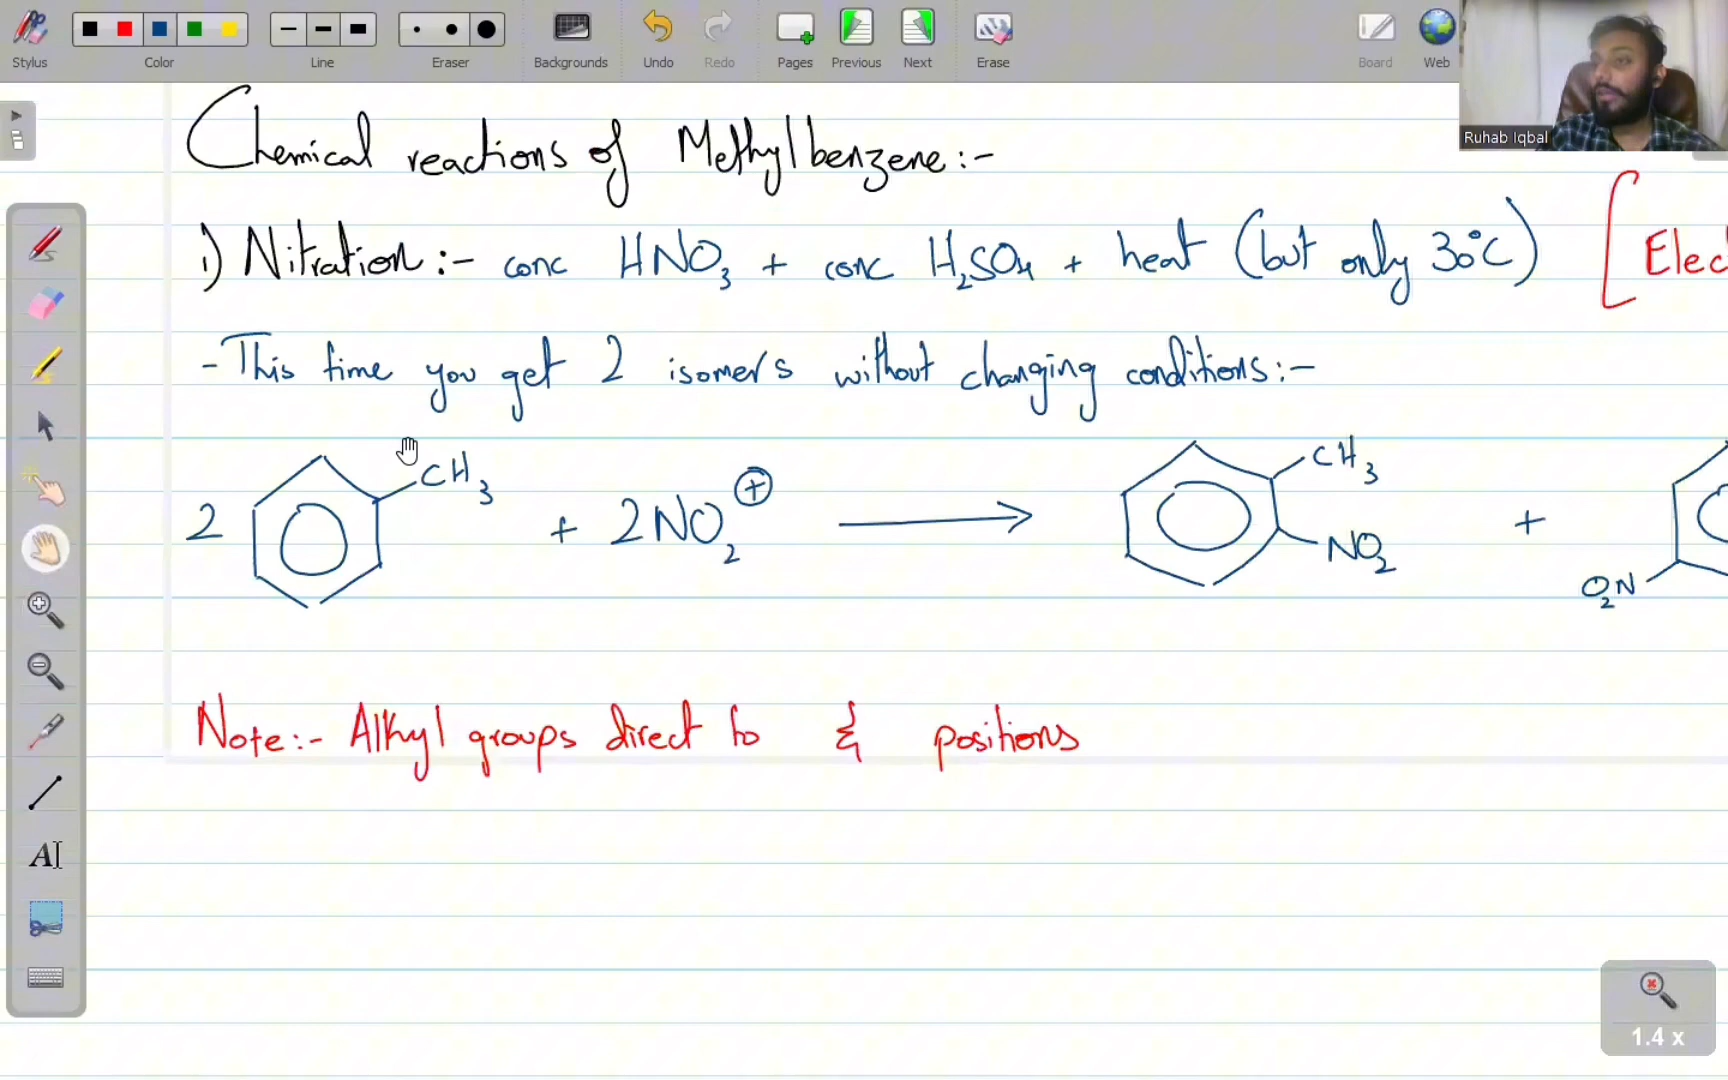 Stylus
Color
Line
Eraser
Backgrounds
Undo
Redo
Pages
Previous
Next
Erase
Board
Web
Ruhab Iqbal
Chemical reactions of Methylbenzene:-
i) Nitration:- conc HNO₃ + conc H₂SO₄ + heat (but only 30°C) [Elec
- This time you get 2 isomers without changing conditions:-
2 CH₃ + 2NO₂⊕ → CH₃ NO₂ + O₂N
Note:- Alkyl groups direct to & positions
AI
1.4 x